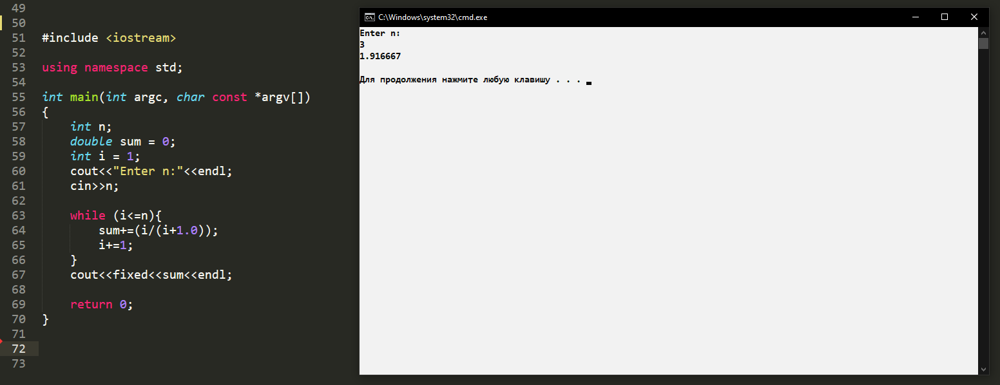 49
50
51 #include <iostream>
52
53 using namespace std;
54
55 int main(int argc, char const *argv[])
56 {
57     int n;
58     double sum = 0;
59     int i = 1;
60     cout<<"Enter n:"<<endl;
61     cin>>n;
62
63     while (i<=n){
64         sum+=(i/(i+1.0));
65         i+=1;
66     }
67     cout<<fixed<<sum<<endl;
68
69     return 0;
70 }
71
72
73
C:\Windows\system32\cmd.exe
Enter n:
3
1.916667
Для продолжения нажмите любую клавишу . . .